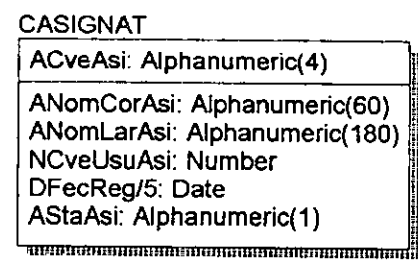 CASIGNAT
ACveAsi: Alphanumeric(4)
ANomCorAsi: Alphanumeric(60)
ANomLarAsi: Alphanumeric(180)
NCveUsuAsi: Number
DFecReg/5: Date
AStaAsi: Alphanumeric(1)